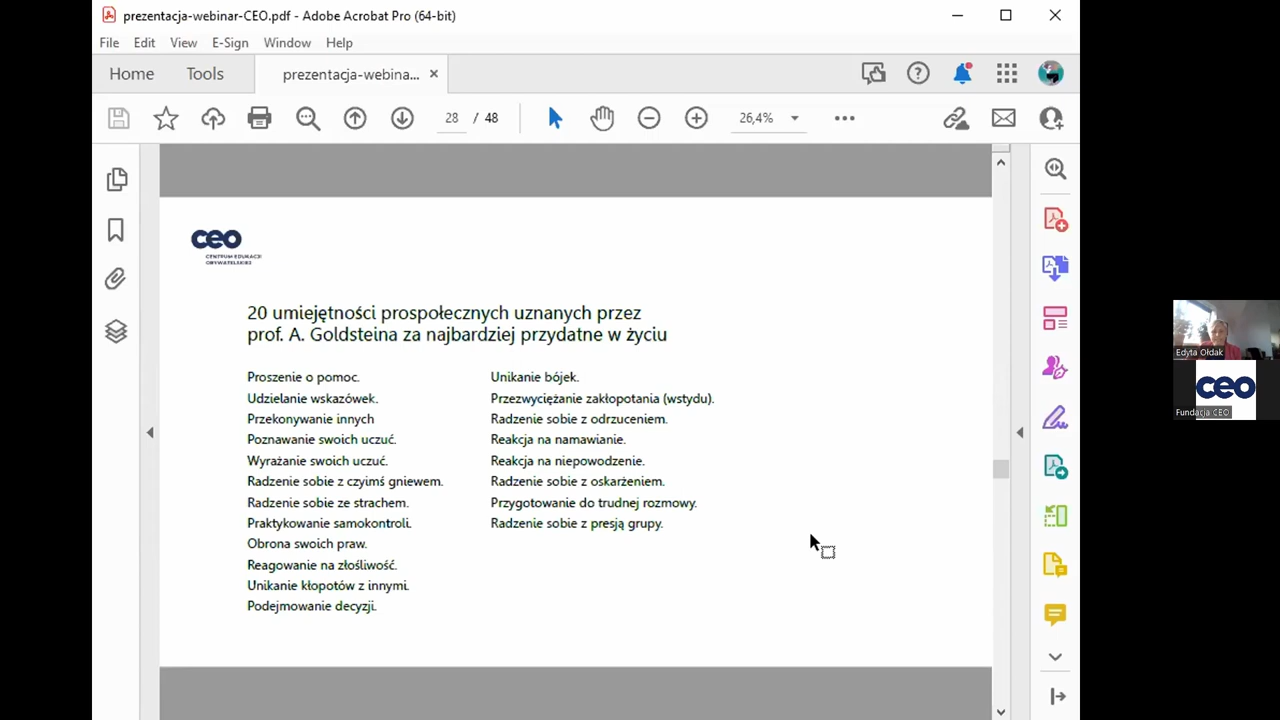 prezentacja-webinar-CEO.pdf - Adobe Acrobat Pro (64-bit)
File Edit View E-Sign Window Help
Home Tools prezentacja-webina... ×
28 / 48 26,4%
ceo
CENTRUM EDUKACJI
OBYWATELSKIEJ
20 umiejętności prospołecznych uznanych przez
prof. A. Goldsteina za najbardziej przydatne w życiu
Proszenie o pomoc.
Udzielanie wskazówek.
Przekonywanie innych
Poznawanie swoich uczuć.
Wyrażanie swoich uczuć.
Radzenie sobie z czyimś gniewem.
Radzenie sobie ze strachem.
Praktykowanie samokontroli.
Obrona swoich praw.
Reagowanie na złośliwość.
Unikanie kłopotów z innymi.
Podejmowanie decyzji.
Unikanie bójek.
Przezwyciężanie zakłopotania (wstydu).
Radzenie sobie z odrzuceniem.
Reakcja na namawianie.
Reakcja na niepowodzenie.
Radzenie sobie z oskarżeniem.
Przygotowanie do trudnej rozmowy.
Radzenie sobie z presją grupy.
Edyta Ołdak
ceo
Fundacja CEO